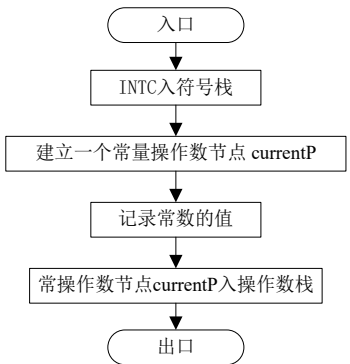 入口
INTC入符号栈
建立一个常量操作数节点 currentP
记录常数的值
常操作数节点currentP入操作数栈
出口